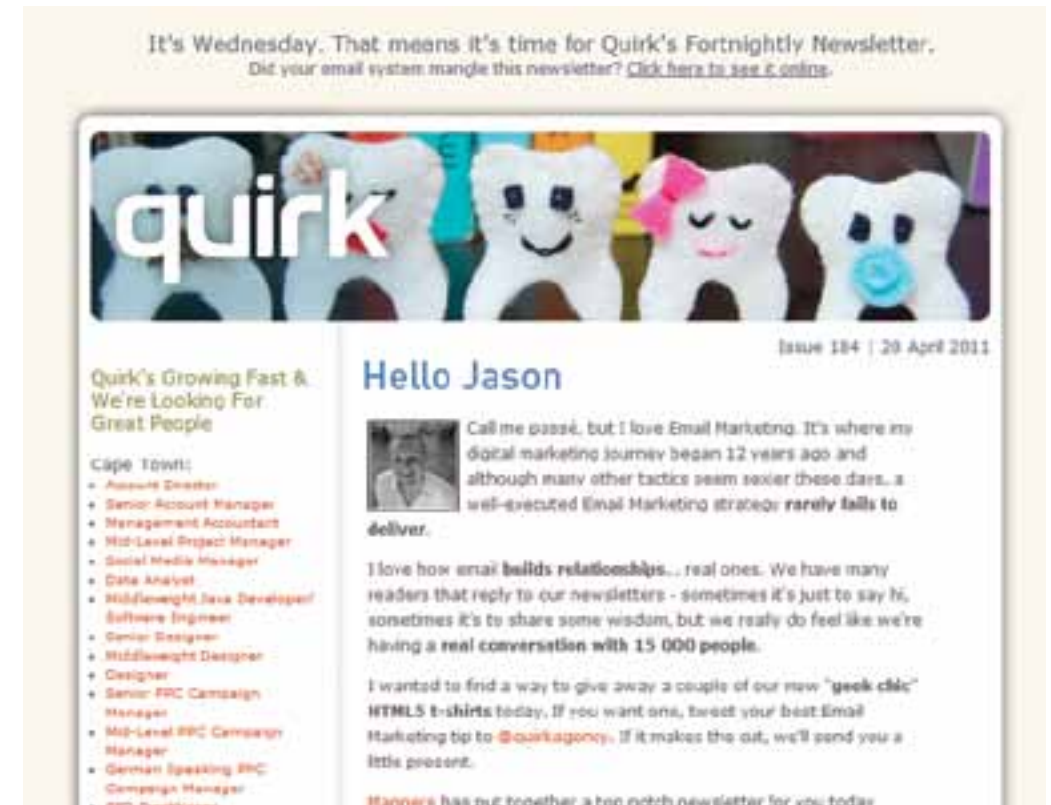 It's Wednesday. That means it's time for Quirk's Fortnightly Newsletter.
Did your email system mangle this newsletter? Click here to see it online.
quirk
Issue 184 | 20 April 2011
Quirk's Growing Fast &
We're Looking For
Great People
Cape Town:
Account Director
Senior Account Manager
Management Accountant
Mid-Level Project Manager
Social Media Manager
Data Analyst
Middleweight Java Developer/
Software Engineer
Senior Designer
Middleweight Designer
Designer
Senior PPC Campaign
Manager
Mid-Level PPC Campaign
Manager
German Speaking PPC
Campaign Manager
Hello Jason
Call me passé, but I love Email Marketing. It's where my
digital marketing journey began 12 years ago and
although many other tactics seem sexier these days, a
well-executed Email Marketing strategy rarely fails to
deliver.
I love how email builds relationships... real ones. We have many
readers that reply to our newsletters - sometimes it's just to say hi,
sometimes it's to share some wisdom, but we really do feel like we're
having a real conversation with 15 000 people.
I wanted to find a way to give away a couple of our new "geek chic"
HTML5 t-shirts today. If you want one, tweet your best Email
Marketing tip to @quirkagency. If it makes the cut, we'll send you a
little present.
has put together a top notch newsletter for you today